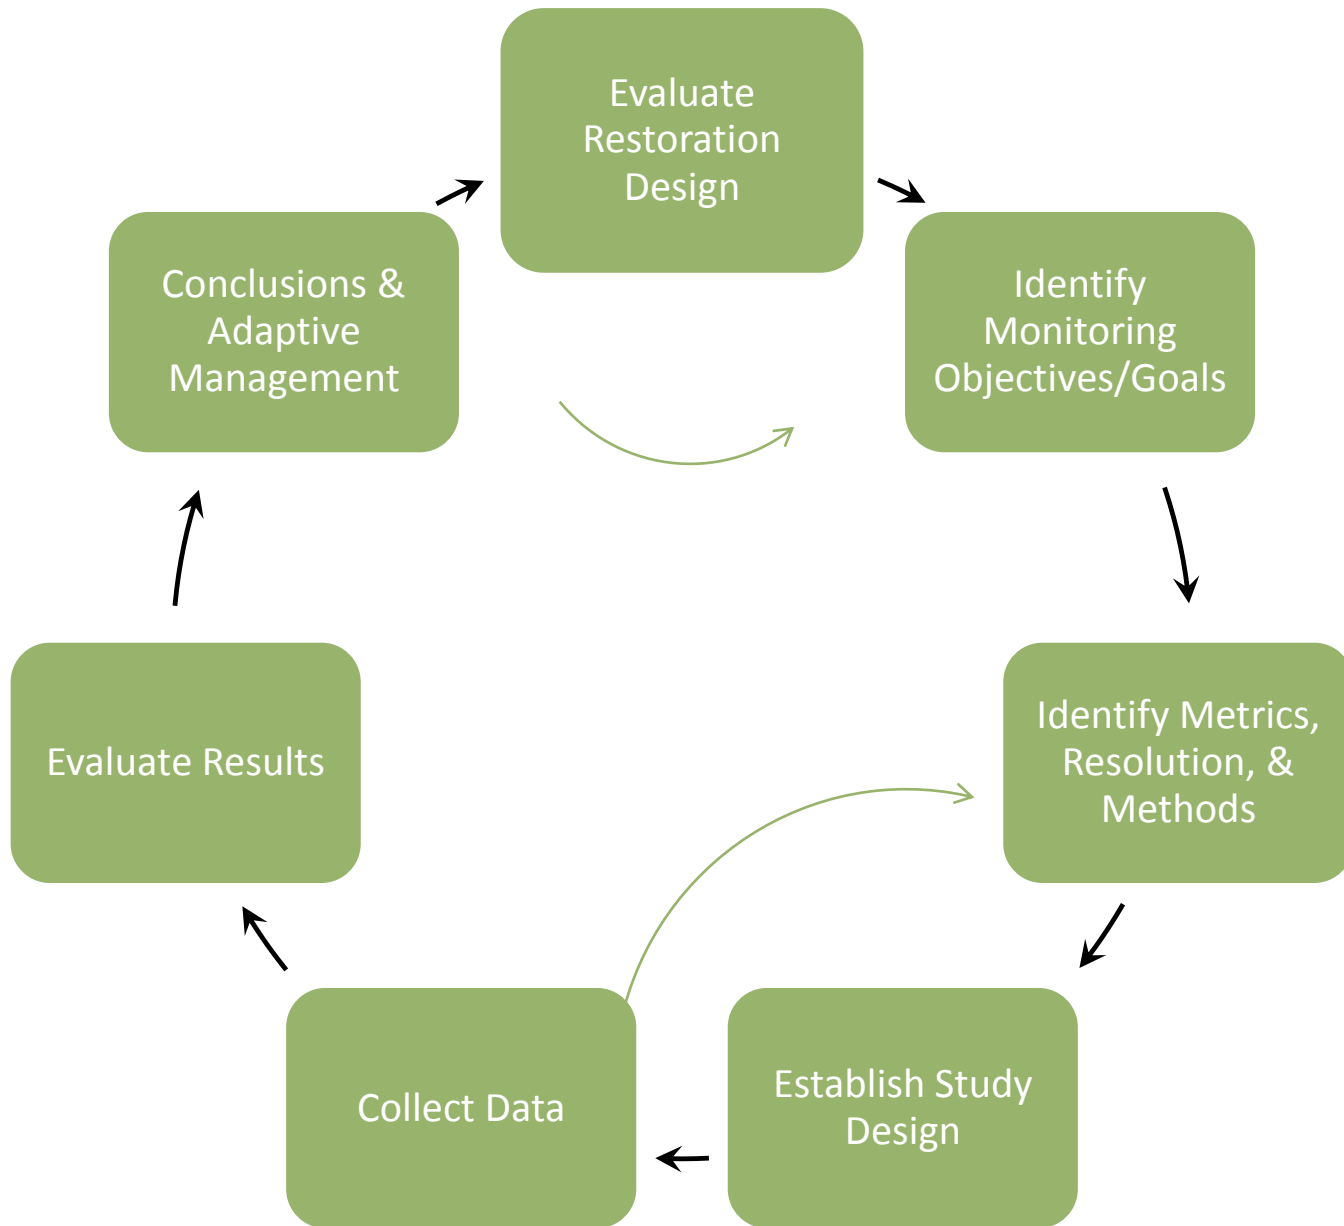 Evaluate
Restoration
Design
Identify
Monitoring
Objectives/Goals
Identify Metrics,
Resolution, &
Methods
Establish Study
Design
Collect Data
Evaluate Results
Conclusions &
Adaptive
Management